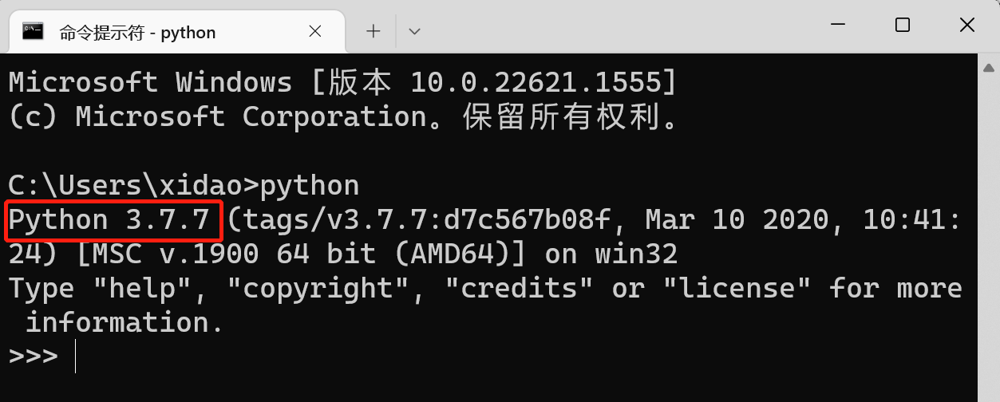 命令提示符 - python
Microsoft Windows [版本 10.0.22621.1555]
(c) Microsoft Corporation。保留所有权利。
C:\Users\xidao>python
Python 3.7.7 (tags/v3.7.7:d7c567b08f, Mar 10 2020, 10:41:
24) [MSC v.1900 64 bit (AMD64)] on win32
Type "help", "copyright", "credits" or "license" for more
 information.
>>>